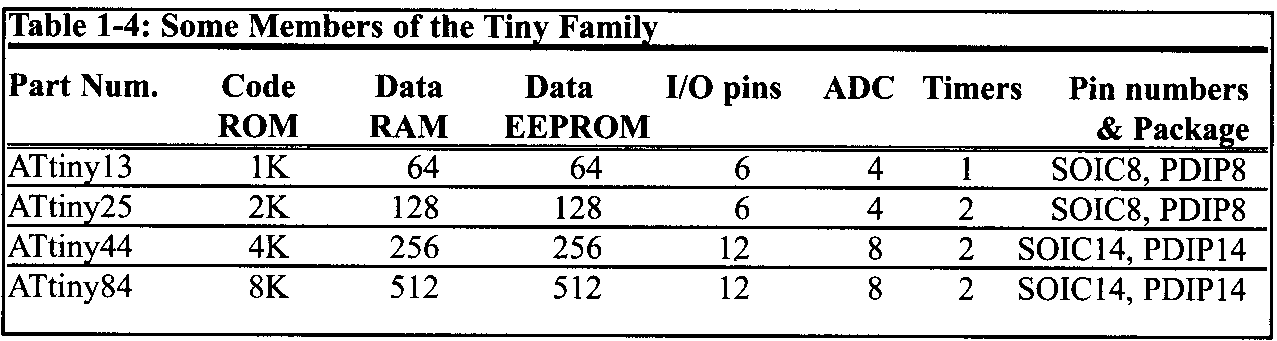 Table 1-4: Some Members of the Tiny Family
Part Num. Code Data Data I/O pins ADC Timers Pin numbers
ROM RAM EEPROM & Package
ATtiny13 1K 64 64 6 4 1 SOIC8, PDIP8
ATtiny25 2K 128 128 6 4 2 SOIC8, PDIP8
ATtiny44 4K 256 256 12 8 2 SOIC14, PDIP14
ATtiny84 8K 512 512 12 8 2 SOIC14, PDIP14